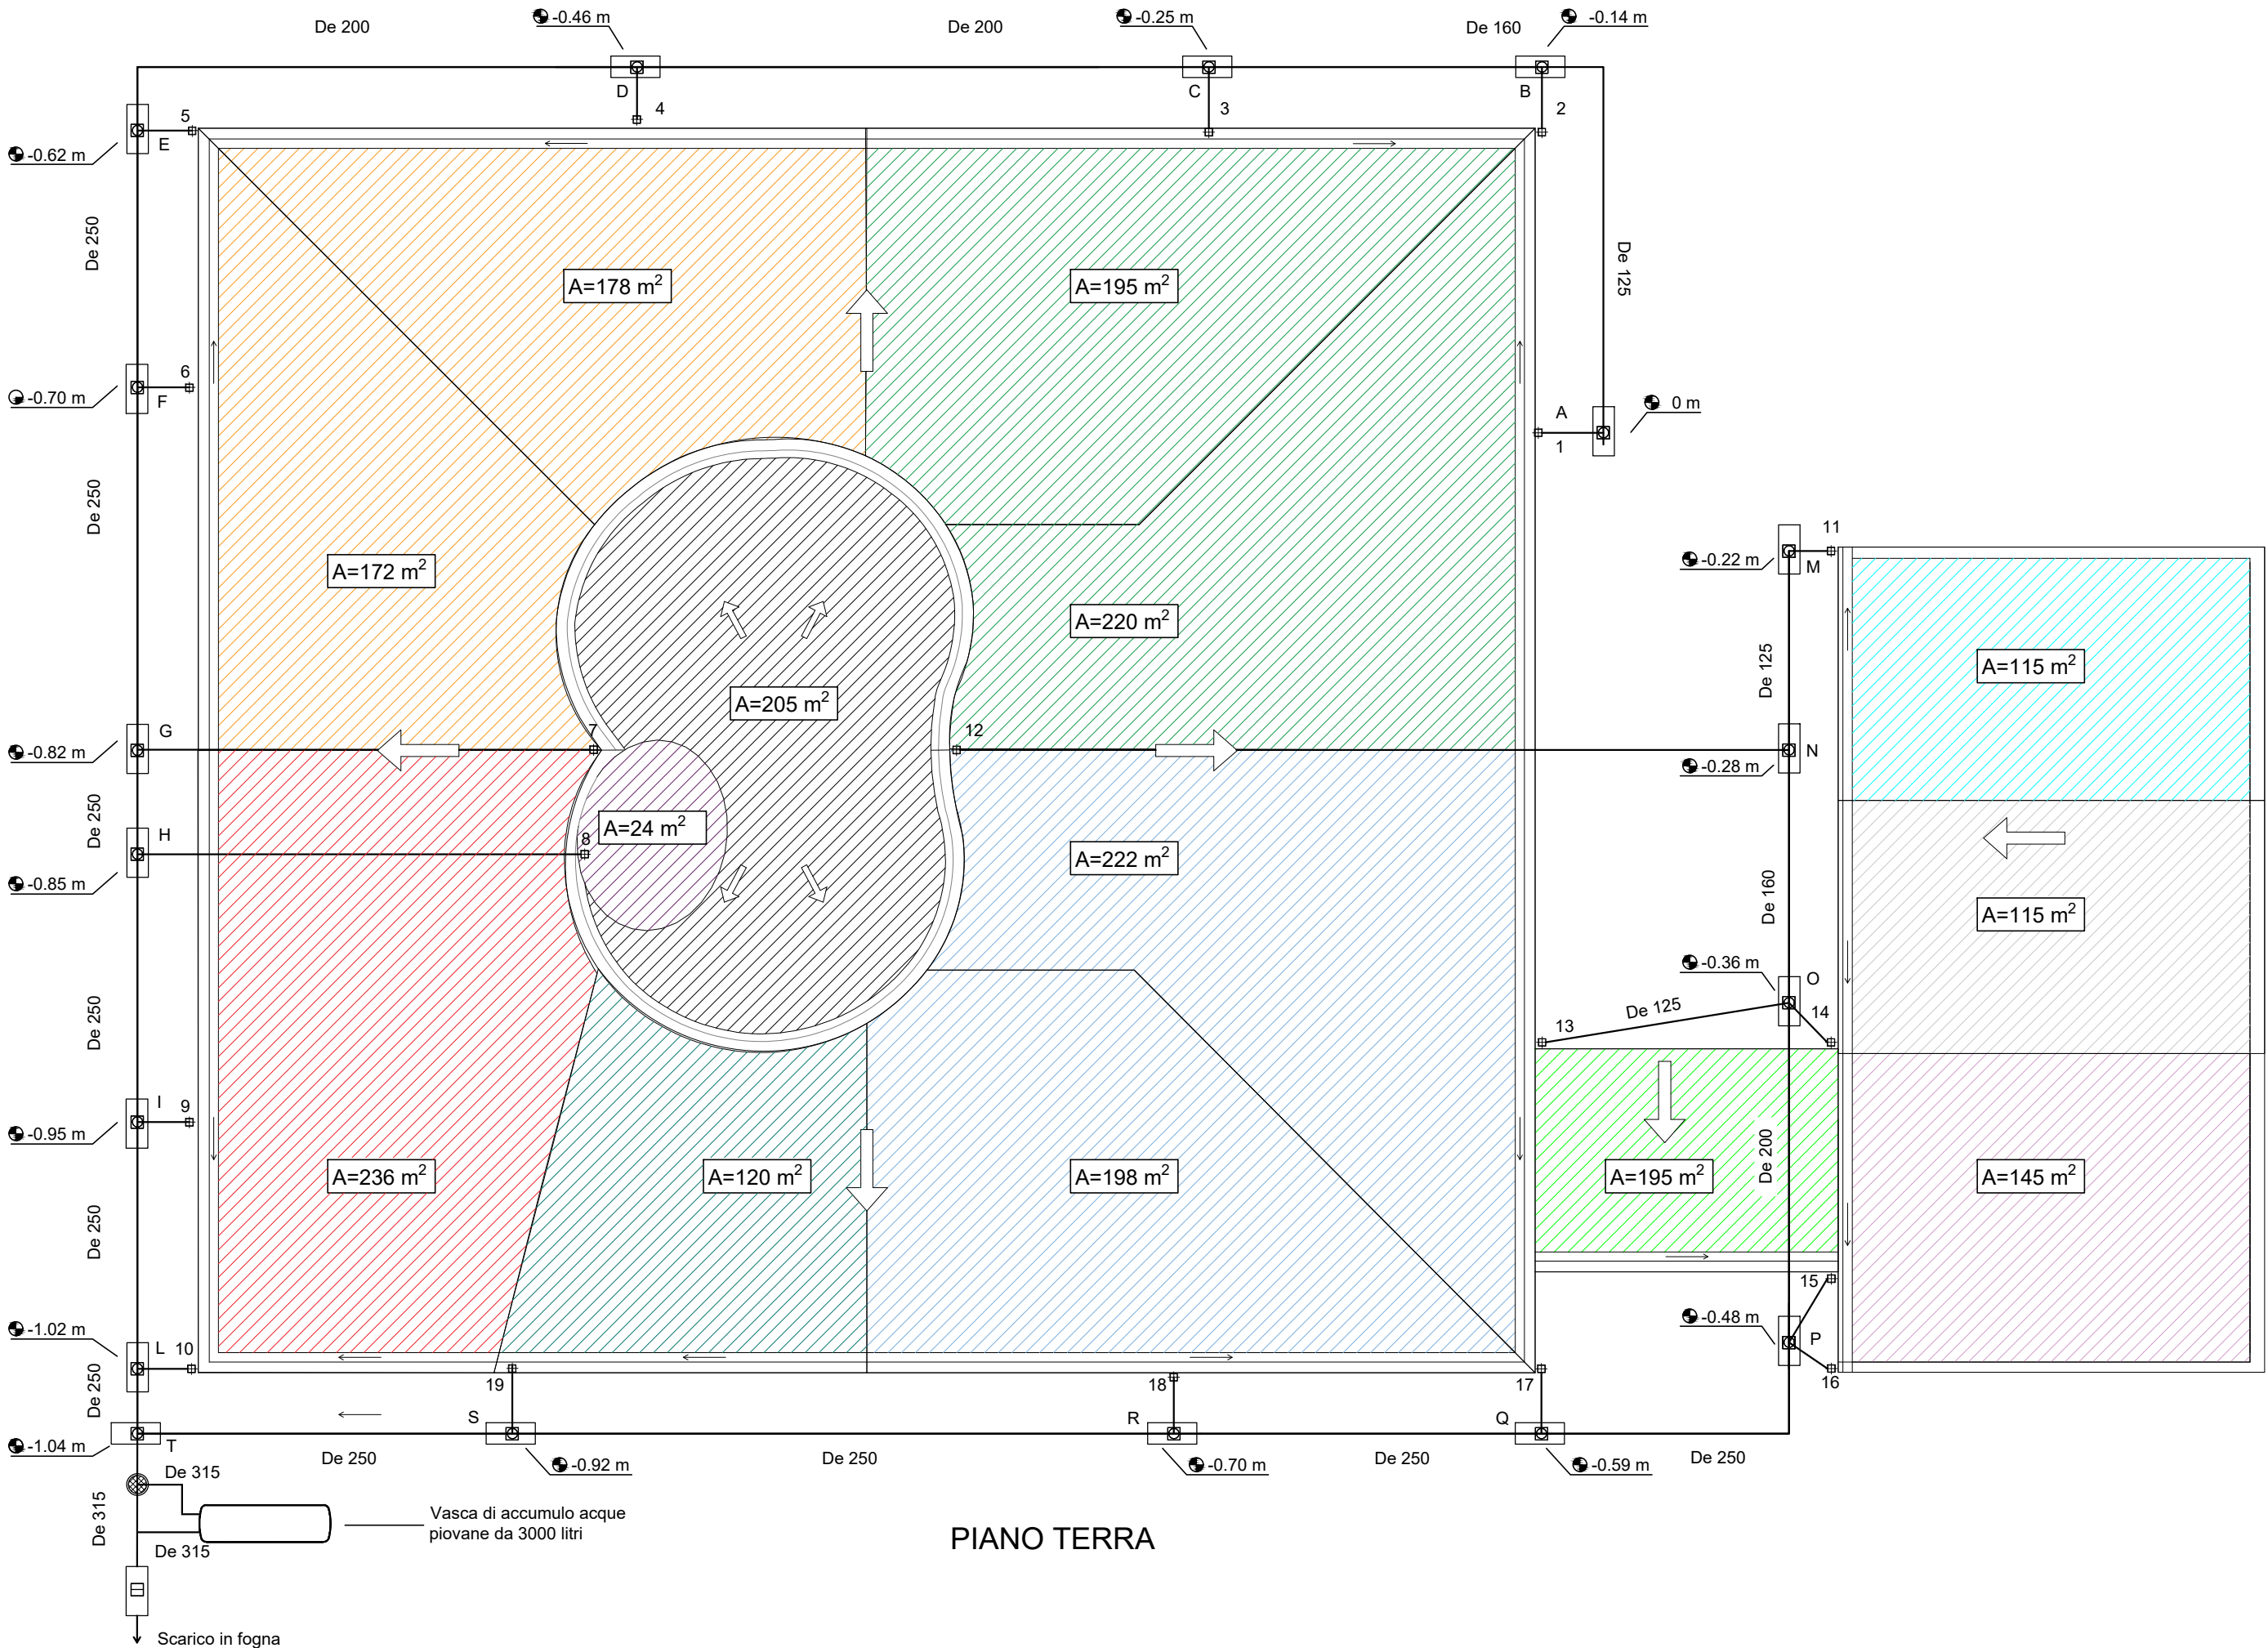 De 200
-0.46 m
De 200
-0.25 m
De 160
-0.14 m
D
4
C
3
B
2
5
E
-0.62 m
De 250
De 125
A=178 m²
A=195 m²
6
F
-0.70 m
A
1
0 m
De 250
11
-0.22 m
M
A=172 m²
A=220 m²
De 125
A=115 m²
A=205 m²
G
7
12
N
-0.82 m
-0.28 m
De 250
H
A=24 m²
8
-0.85 m
A=222 m²
De 160
A=115 m²
-0.36 m
O
De 250
De 125
13
14
I
9
-0.95 m
De 200
A=236 m²
A=120 m²
A=198 m²
A=195 m²
A=145 m²
De 250
15
-1.02 m
-0.48 m
L
10
P
De 250
19
18
17
16
S
R
Q
-1.04 m
T
De 250
De 250
De 250
De 250
-0.92 m
-0.70 m
-0.59 m
De 315
De 315
Vasca di accumulo acque
piovane da 3000 litri
De 315
PIANO TERRA
Scarico in fogna